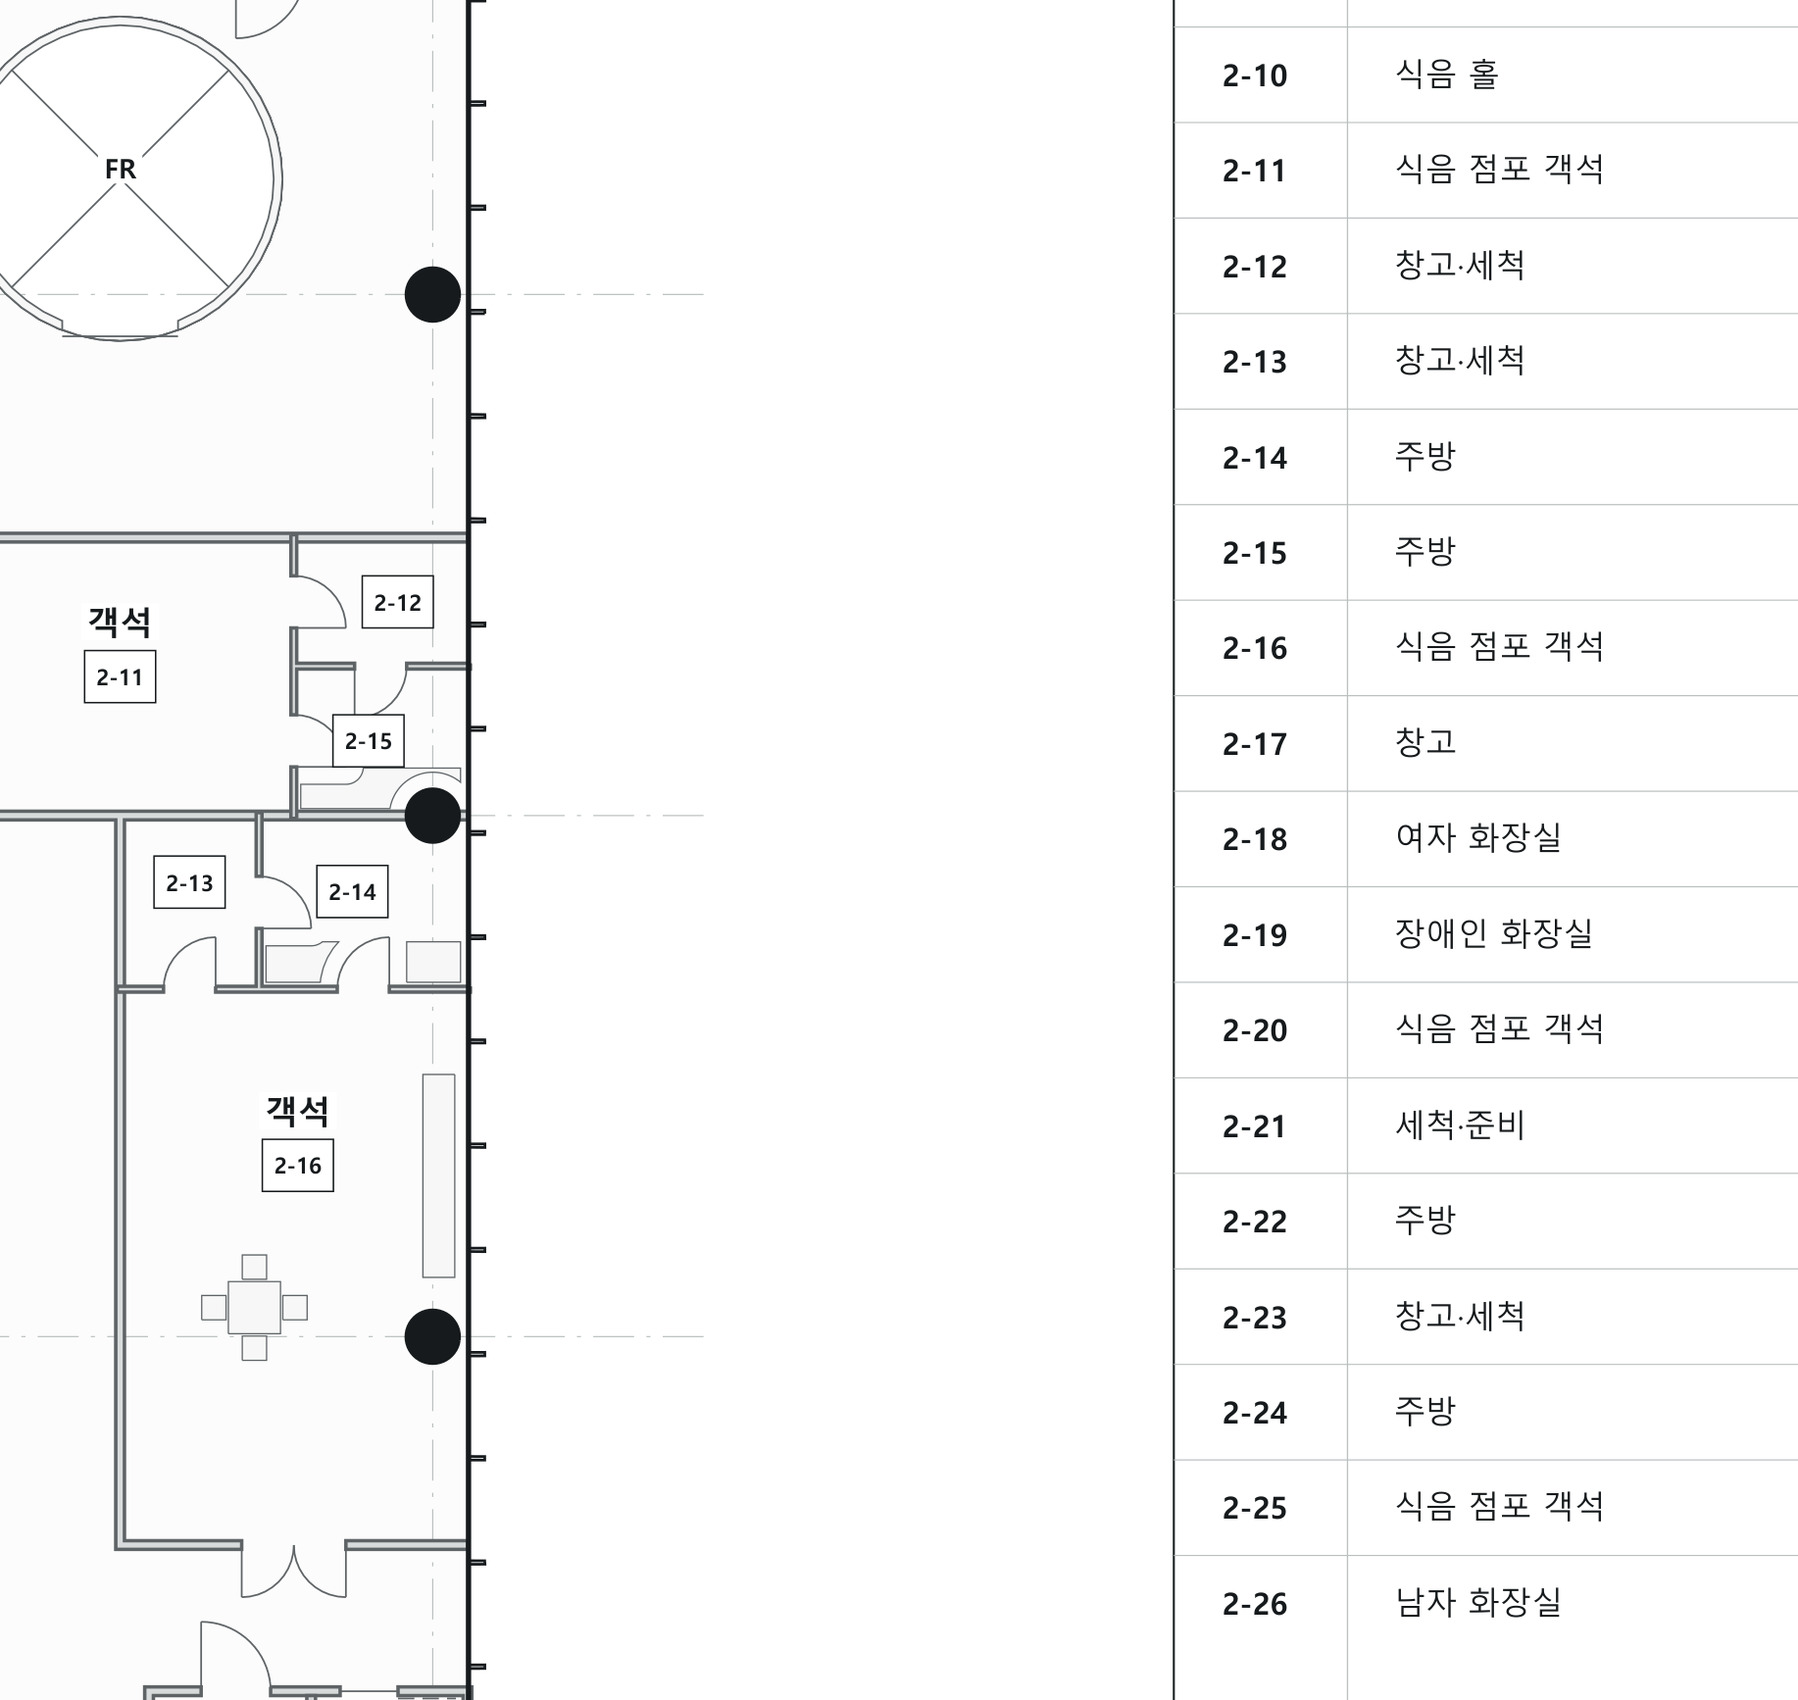 FR
객석
2-11
2-12
2-15
2-13
2-14
객석
2-16
2-10 식음 홀
2-11 식음 점포 객석
2-12 창고·세척
2-13 창고·세척
2-14 주방
2-15 주방
2-16 식음 점포 객석
2-17 창고
2-18 여자 화장실
2-19 장애인 화장실
2-20 식음 점포 객석
2-21 세척·준비
2-22 주방
2-23 창고·세척
2-24 주방
2-25 식음 점포 객석
2-26 남자 화장실